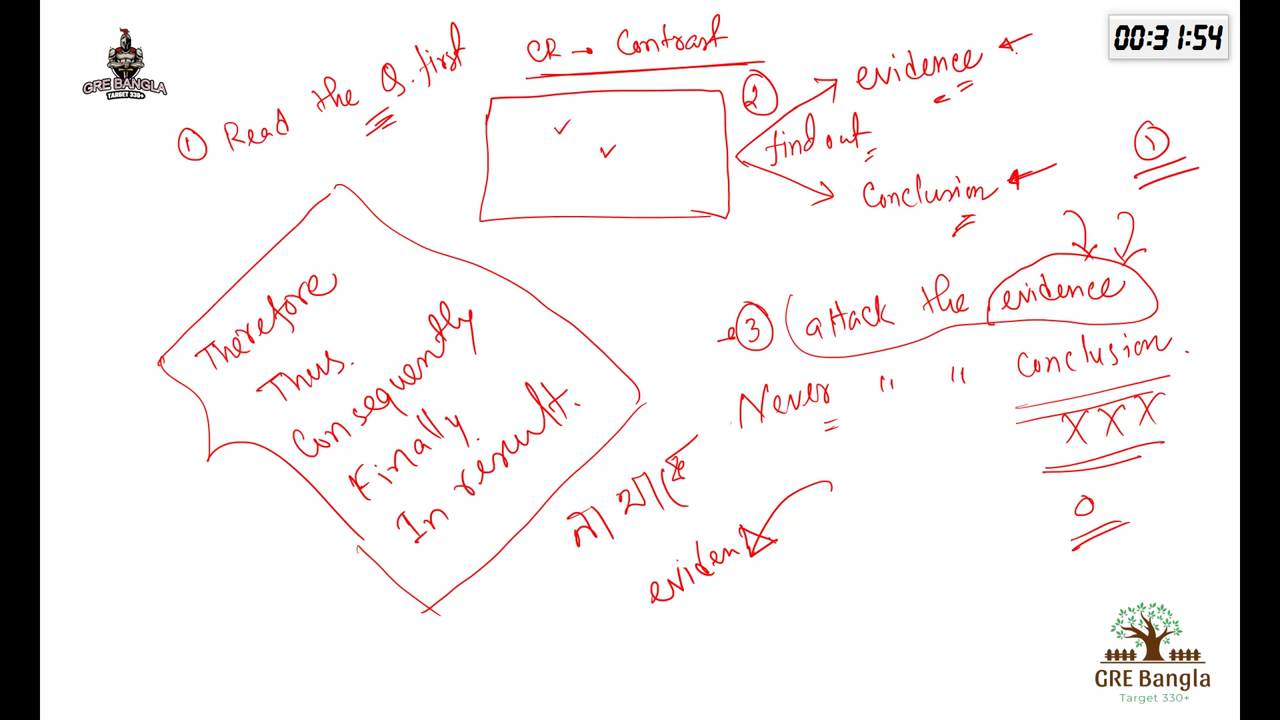 00:31:54
GRE BANGLA
TARGET 330+
CR → Contrast
① Read the Q. first
②
evidence
find out
Conclusion
①
③ attack the evidence
Never " " Conclusion.
XXX
0
Therefore
Thus.
Consequently
Finally.
In result.
eviden
GRE Bangla
Target 330+